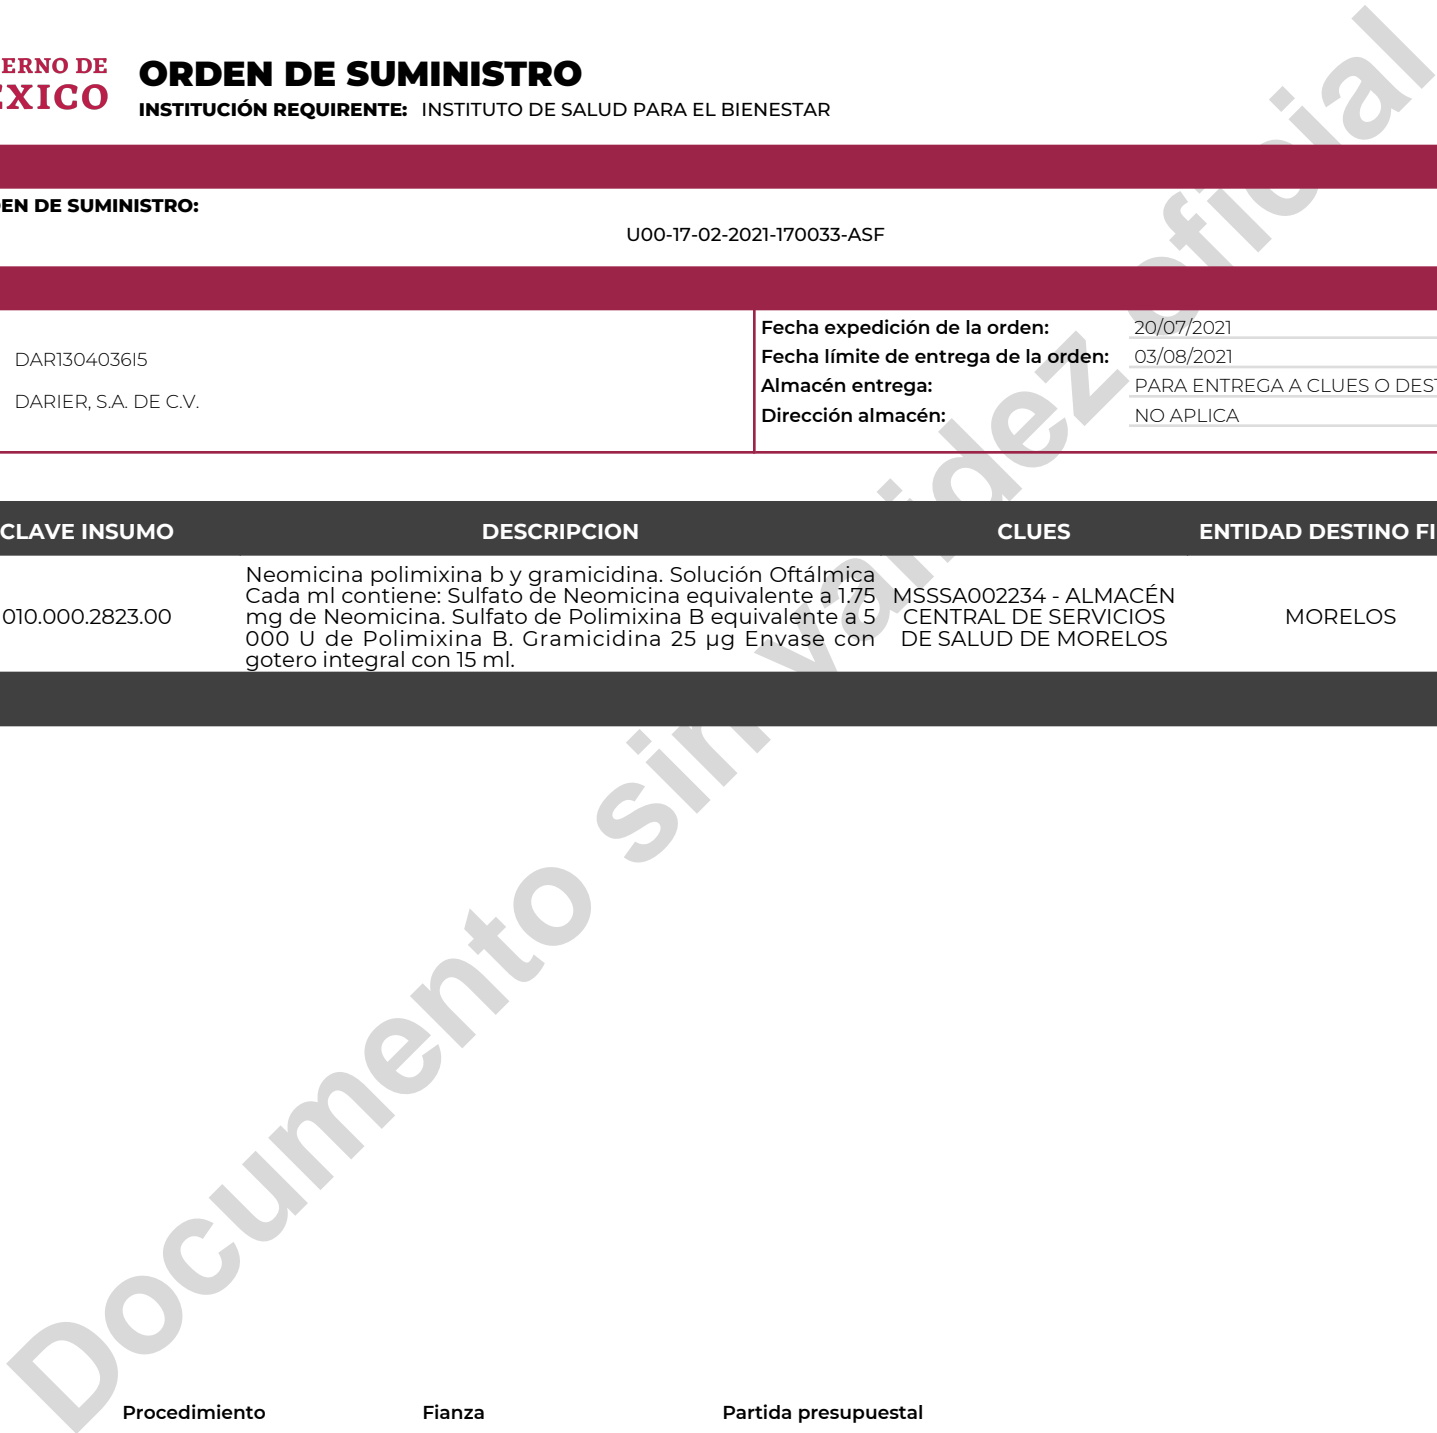 ERNO DE
ÉXICO
ORDEN DE SUMINISTRO
INSTITUCIÓN REQUIRENTE: INSTITUTO DE SALUD PARA EL BIENESTAR
EN DE SUMINISTRO:
U00-17-02-2021-170033-ASF
DAR1304036I5
DARIER, S.A. DE C.V.
Fecha expedición de la orden: 20/07/2021
Fecha límite de entrega de la orden: 03/08/2021
Almacén entrega: PARA ENTREGA A CLUES O DEST
Dirección almacén: NO APLICA
CLAVE INSUMO DESCRIPCION CLUES ENTIDAD DESTINO FI
010.000.2823.00
Neomicina polimixina b y gramicidina. Solución Oftálmica
Cada ml contiene: Sulfato de Neomicina equivalente a 1.75
mg de Neomicina. Sulfato de Polimixina B equivalente a 5
000 U de Polimixina B. Gramicidina 25 µg Envase con
gotero integral con 15 ml.
MSSSA002234 - ALMACÉN
CENTRAL DE SERVICIOS
DE SALUD DE MORELOS
MORELOS
Documento sin validez oficial
Procedimiento Fianza Partida presupuestal